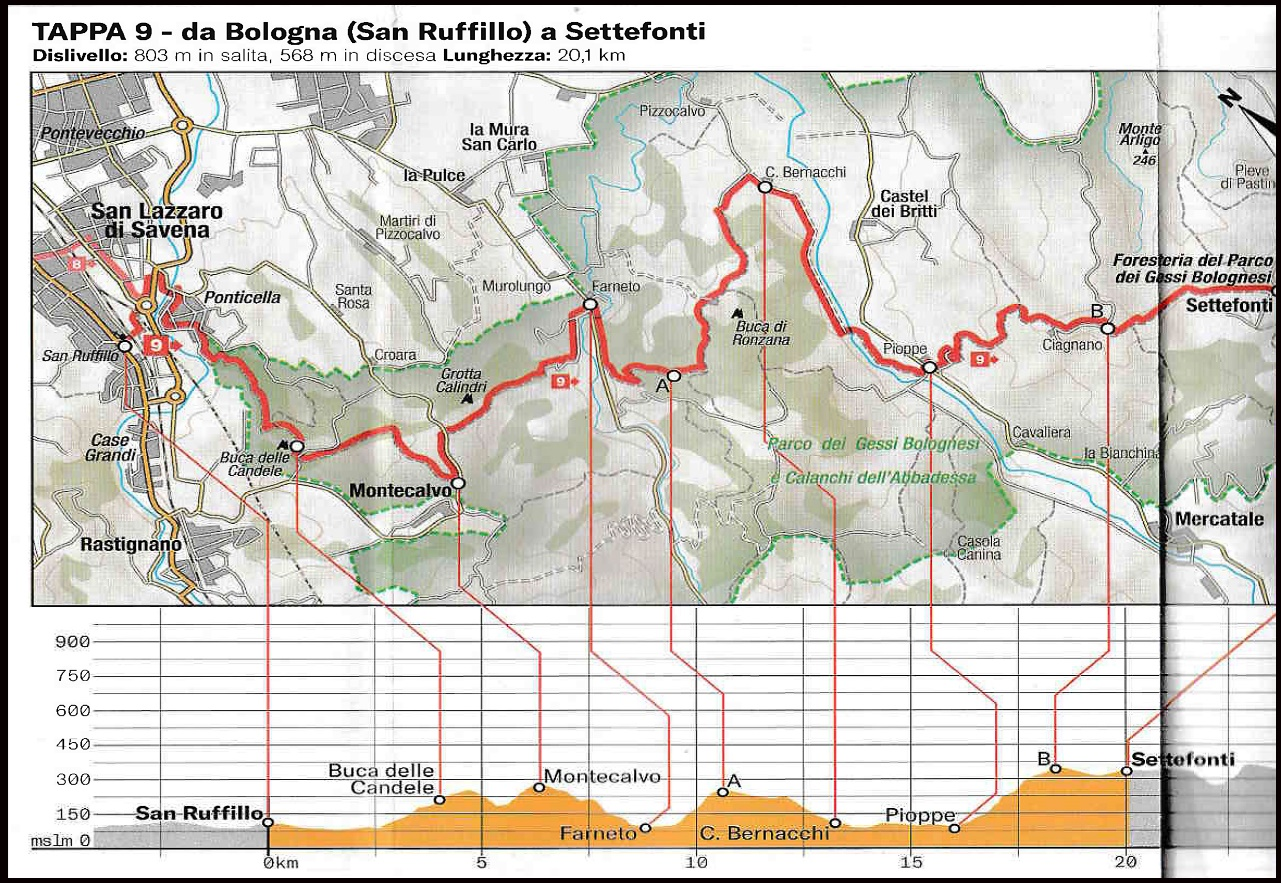 TAPPA 9 - da Bologna (San Ruffillo) a Settefonti
Dislivello: 803 m in salita, 568 m in discesa Lunghezza: 20,1 km
Pontevecchio
la Mura
San Carlo
Pizzocalvo
Monte
Arligo
246
N
Pieve
di Pastin
la Pulce
C. Bernacchi
San Lazzaro
di Savena
Martiri di
Pizzocalvo
Castel
dei Britti
8
Foresteria del Parco
dei Gessi Bolognesi
Settefonti
Ponticella
Santa
Rosa
Murolungo
Farneto
B
Buca di
Ronzana
San Ruffillo
9
Croara
Pioppe
9
Ciagnano
Grotta
Calindri
9
A
Case
Grandi
Buca delle
Candele
Parco dei Gessi Bolognesi
e Calanchi dell'Abbadessa
Cavaliera
la Bianchina
Montecalvo
Mercatale
Rastignano
Casola
Canina
900
750
600
450
300
150
mslm 0
San Ruffillo
Buca delle
Candele
Montecalvo
Farneto
A
C. Bernacchi
Pioppe
B
Settefonti
0km
5
10
15
20